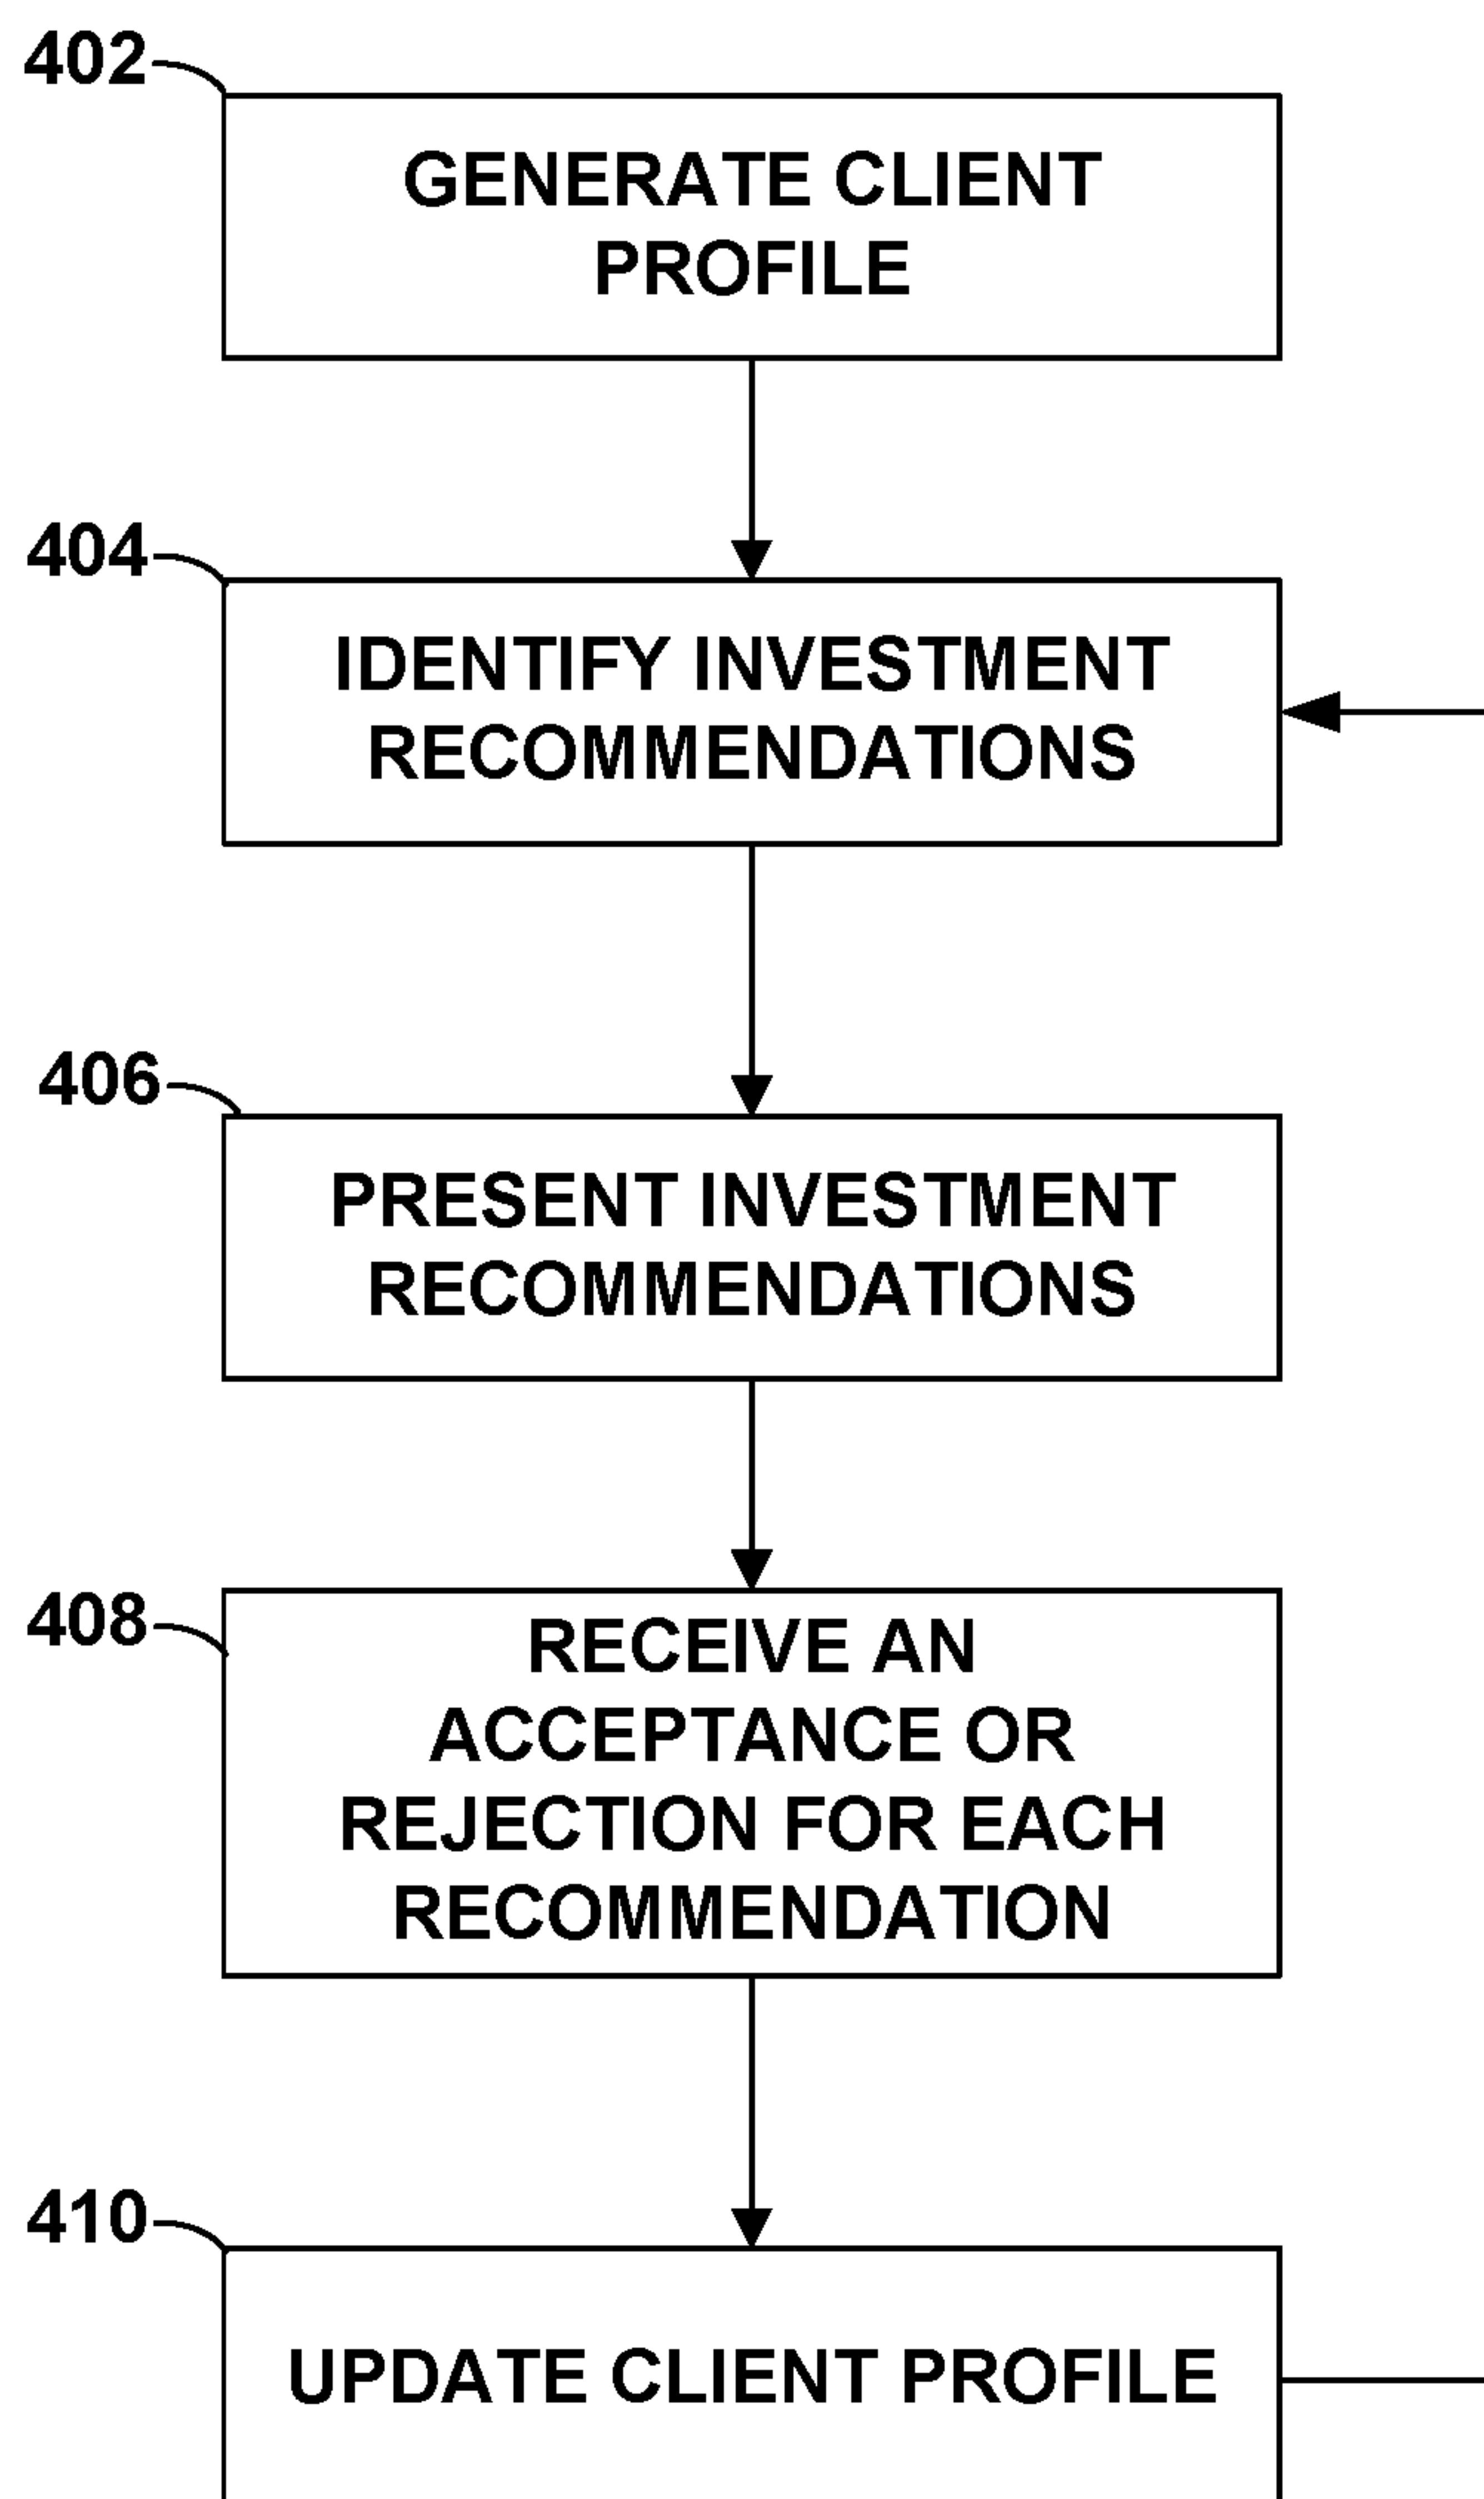 402
GENERATE CLIENT
PROFILE
404
IDENTIFY INVESTMENT
RECOMMENDATIONS
406
PRESENT INVESTMENT
RECOMMENDATIONS
408
RECEIVE AN
ACCEPTANCE OR
REJECTION FOR EACH
RECOMMENDATION
410
UPDATE CLIENT PROFILE